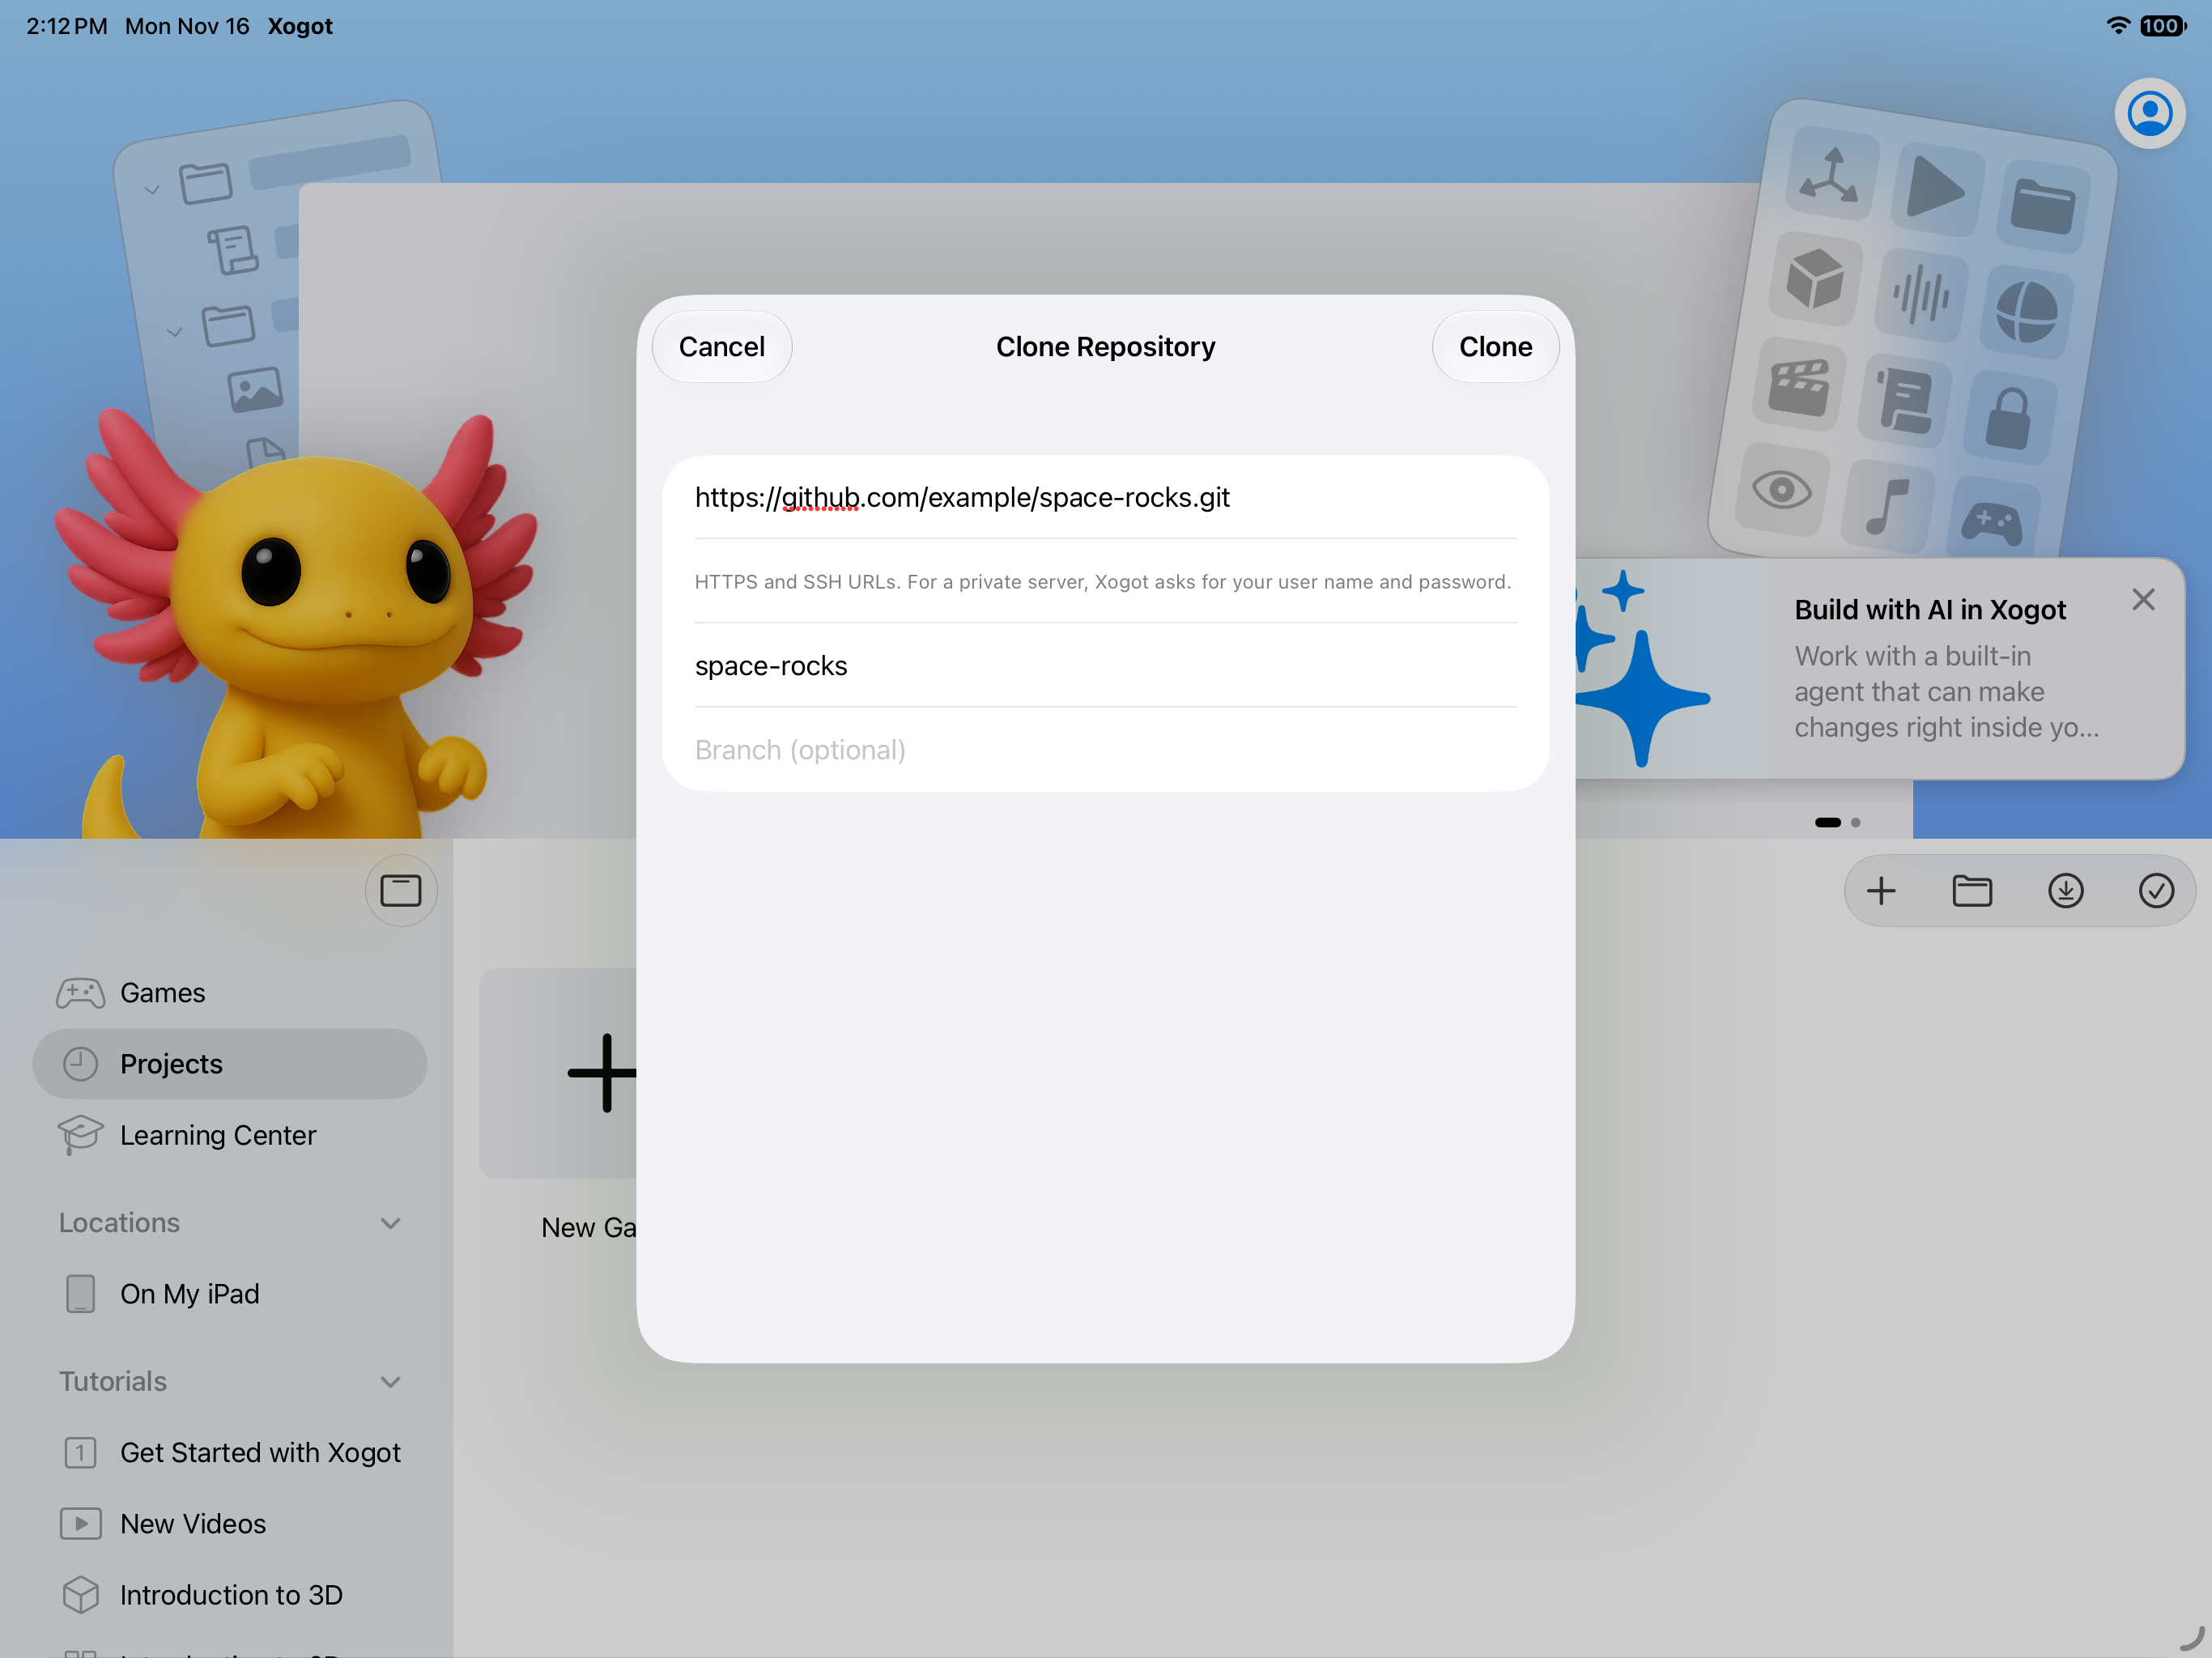 2:12 PM Mon Nov 16 Xogot
100
Cancel
Clone Repository
Clone
https://github.com/example/space-rocks.git
HTTPS and SSH URLs. For a private server, Xogot asks for your user name and password.
space-rocks
Branch (optional)
Build with AI in Xogot
Work with a built-in
agent that can make
changes right inside yo...
Games
Projects
Learning Center
Locations
On My iPad
Tutorials
1
Get Started with Xogot
New Videos
Introduction to 3D
New Ga